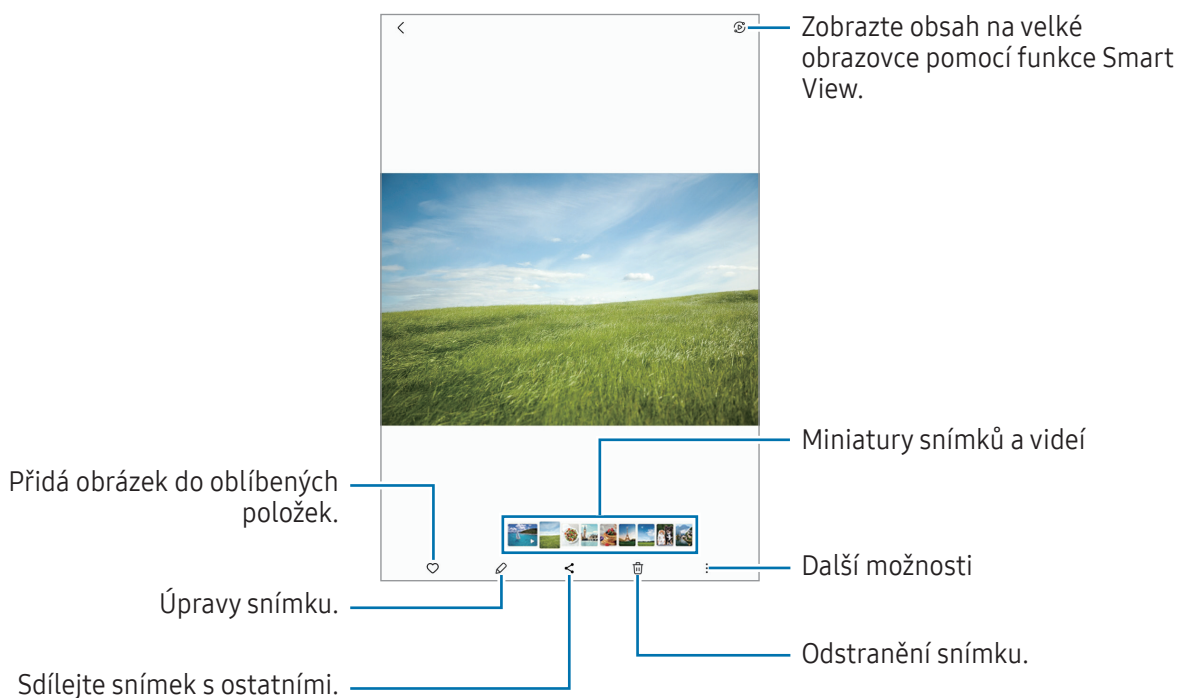 Zobrazte obsah na velké
obrazovce pomocí funkce Smart
View.
Miniatury snímků a videí
Přidá obrázek do oblíbených
položek.
Další možnosti
Úpravy snímku.
Odstranění snímku.
Sdílejte snímek s ostatními.